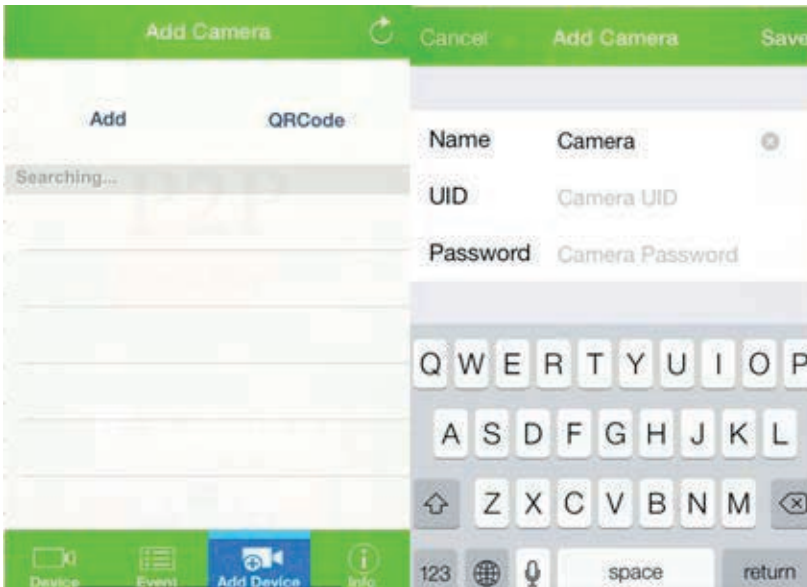 Add Camera
Add QRCode
Searching...
P2P
Device Event Add Device Info
Cancel Add Camera Save
Name Camera
UID Camera UID
Password Camera Password
Q W E R T Y U I O P
A S D F G H J K L
Z X C V B N M
123 space return